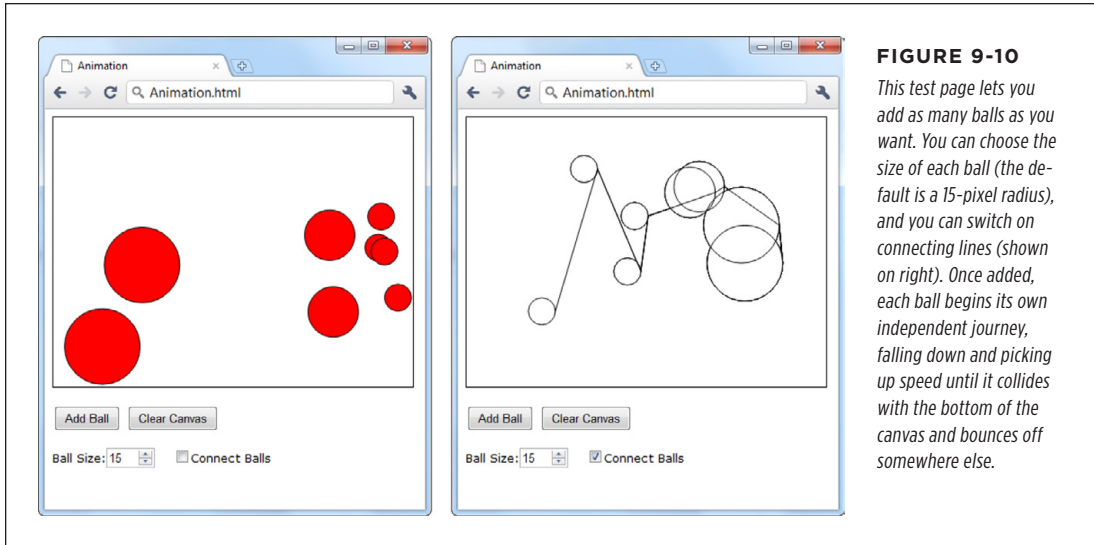 Animation
Animation.html
Add Ball Clear Canvas
Ball Size: 15 Connect Balls
Animation
Animation.html
Add Ball Clear Canvas
Ball Size: 15 Connect Balls
FIGURE 9-10
This test page lets you
add as many balls as you
want. You can choose the
size of each ball (the de-
fault is a 15-pixel radius),
and you can switch on
connecting lines (shown
on right). Once added,
each ball begins its own
independent journey,
falling down and picking
up speed until it collides
with the bottom of the
canvas and bounces off
somewhere else.